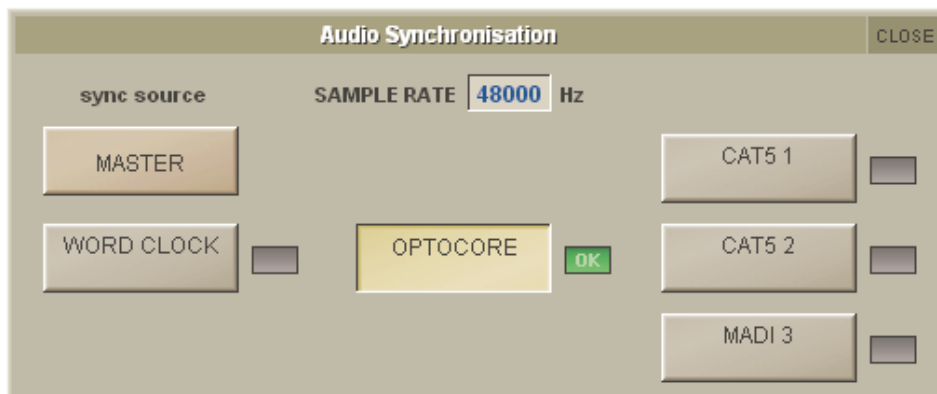 Audio Synchronisation
CLOSE
sync source
SAMPLE RATE 48000 Hz
MASTER
CAT5 1
WORD CLOCK
OPTOCORE
OK
CAT5 2
MADI 3